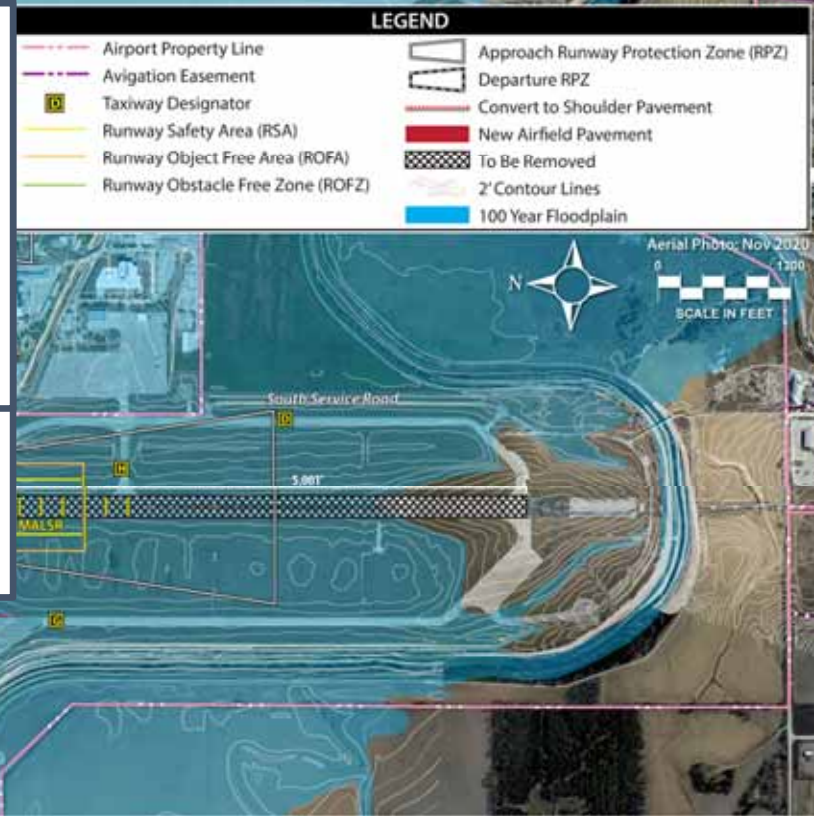 LEGEND
Airport Property Line
Avigation Easement
D Taxiway Designator
Runway Safety Area (RSA)
Runway Object Free Area (ROFA)
Runway Obstacle Free Zone (ROFZ)
Approach Runway Protection Zone (RPZ)
Departure RPZ
Convert to Shoulder Pavement
New Airfield Pavement
To Be Removed
2' Contour Lines
100 Year Floodplain
Aerial Photo: Nov 2020
N
0 1200
SCALE IN FEET
South Service Road
D
H
5,001'
MALSR